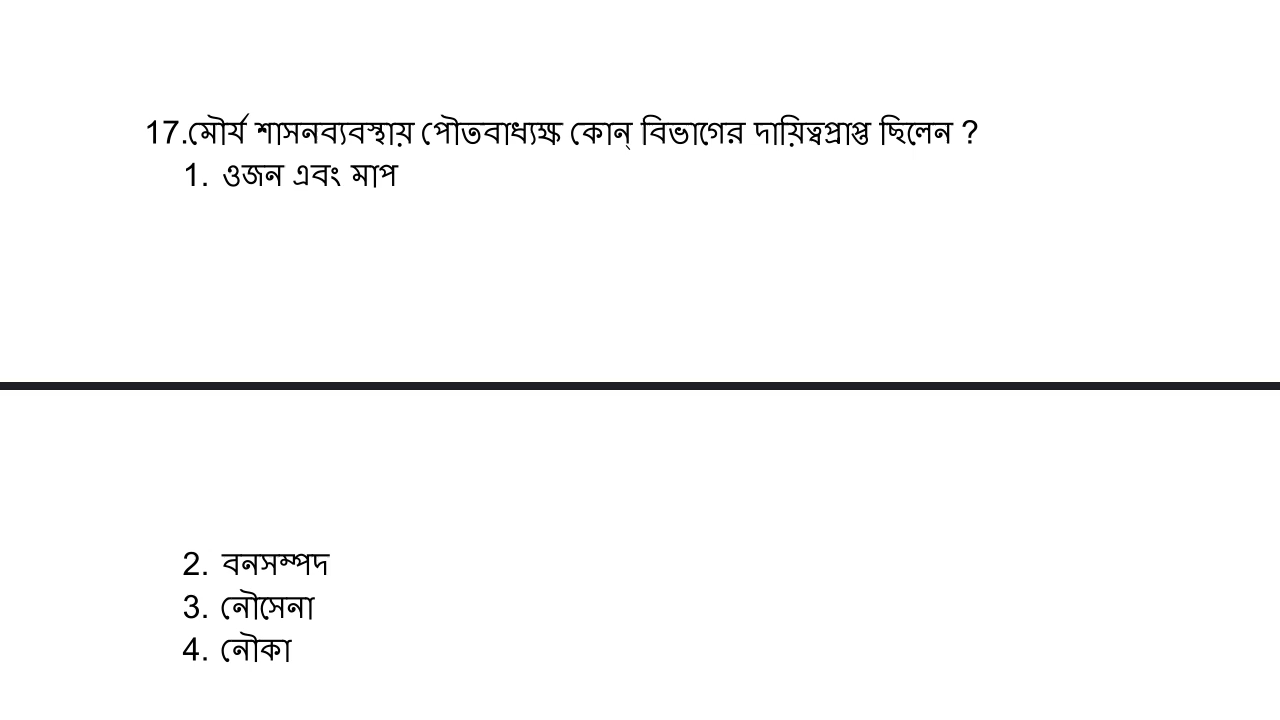 17.মৌর্য শাসনব্যবস্থায় পৌতবাধ্যক্ষ কোন্ বিভাগের দায়িত্বপ্রাপ্ত ছিলেন ?
1. ওজন এবং মাপ
2. বনসম্পদ
3. নৌসেনা
4. নৌকা